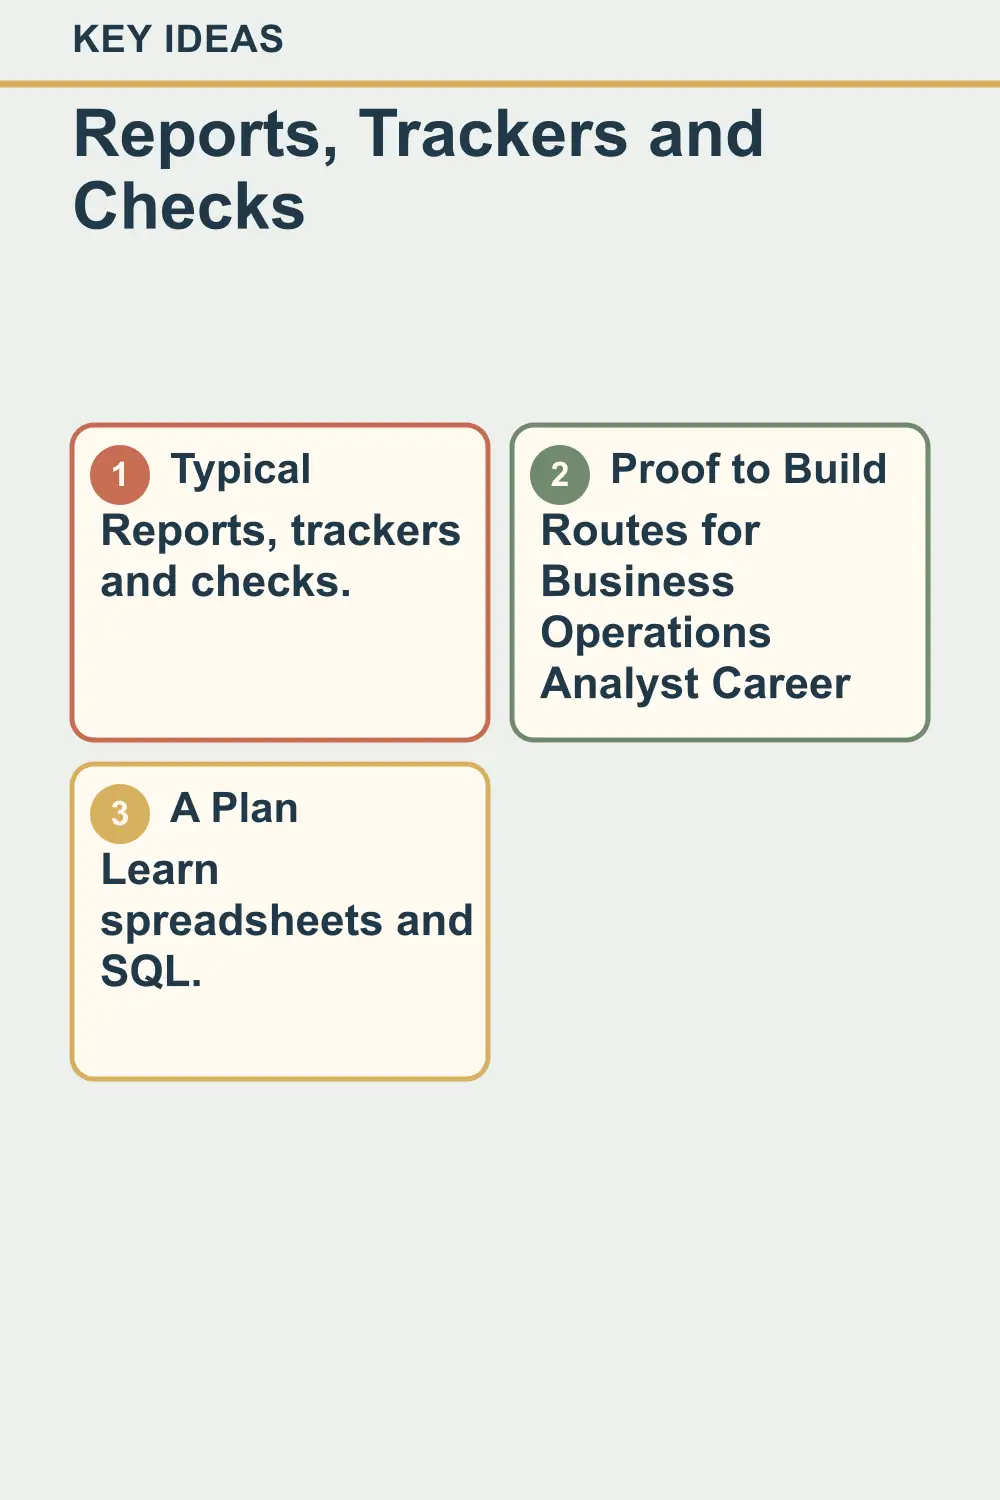 KEY IDEAS
Reports, Trackers and
Checks
1 Typical
Reports, trackers
and checks.
2 Proof to Build
Routes for
Business
Operations
Analyst Career
3 A Plan
Learn
spreadsheets and
SQL.